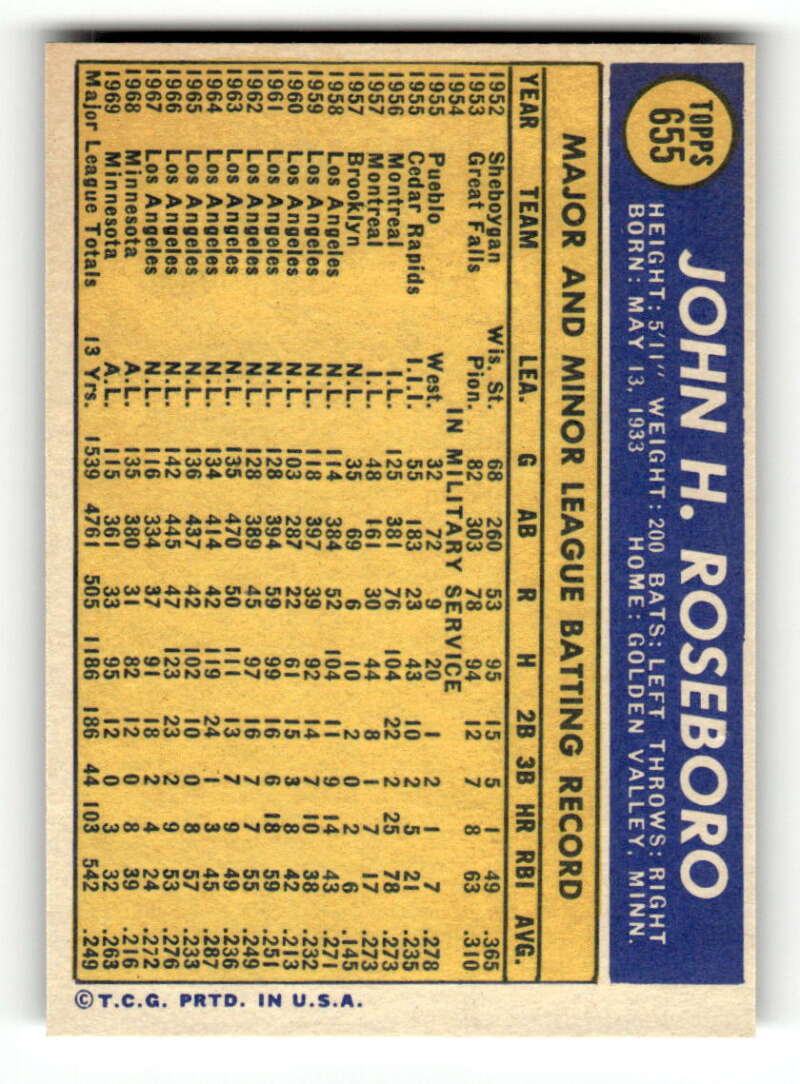 TOPPS
655
JOHN H. ROSEBORO
HEIGHT: 5'11" WEIGHT: 200 BATS: LEFT THROWS: RIGHT
BORN: MAY 13, 1933 HOME: GOLDEN VALLEY, MINN.
MAJOR AND MINOR LEAGUE BATTING RECORD
YEAR TEAM LEA. G AB R H 2B 3B HR RBI AVG.
1952 Sheboygan Wis. St. 68 260 53 95 15 5 1 49 .365
1953 Great Falls Pion. 82 303 78 94 12 7 8 63 .310
1954 IN MILITARY SERVICE
1955 Pueblo West. 32 72 9 20 1 2 1 7 .278
1955 Cedar Rapids I.I.I. 55 183 23 43 10 2 5 21 .235
1956 Montreal I.L. 125 381 76 104 22 2 25 78 .273
1957 Montreal I.L. 48 161 30 44 8 1 7 17 .273
1957 Brooklyn N.L. 35 69 6 10 2 0 2 6 .145
1958 Los Angeles N.L. 114 384 52 104 11 9 14 43 .271
1959 Los Angeles N.L. 118 397 39 92 14 7 10 38 .232
1960 Los Angeles N.L. 103 287 22 61 15 3 8 42 .213
1961 Los Angeles N.L. 128 394 59 99 16 6 18 59 .251
1962 Los Angeles N.L. 128 389 45 97 16 7 7 55 .249
1963 Los Angeles N.L. 135 470 50 111 13 7 9 49 .236
1964 Los Angeles N.L. 134 414 42 119 24 1 3 45 .287
1965 Los Angeles N.L. 136 437 42 102 10 0 8 57 .233
1966 Los Angeles N.L. 142 445 47 123 23 2 9 53 .276
1967 Los Angeles N.L. 116 334 37 91 18 2 4 24 .272
1968 Minnesota A.L. 135 380 31 82 12 0 8 39 .216
1969 Minnesota A.L. 115 361 33 95 12 0 3 32 .263
Major League Totals 13 Yrs. 1539 4761 505 1186 186 44 103 542 .249
© T.C.G. PRTD. IN U.S.A.